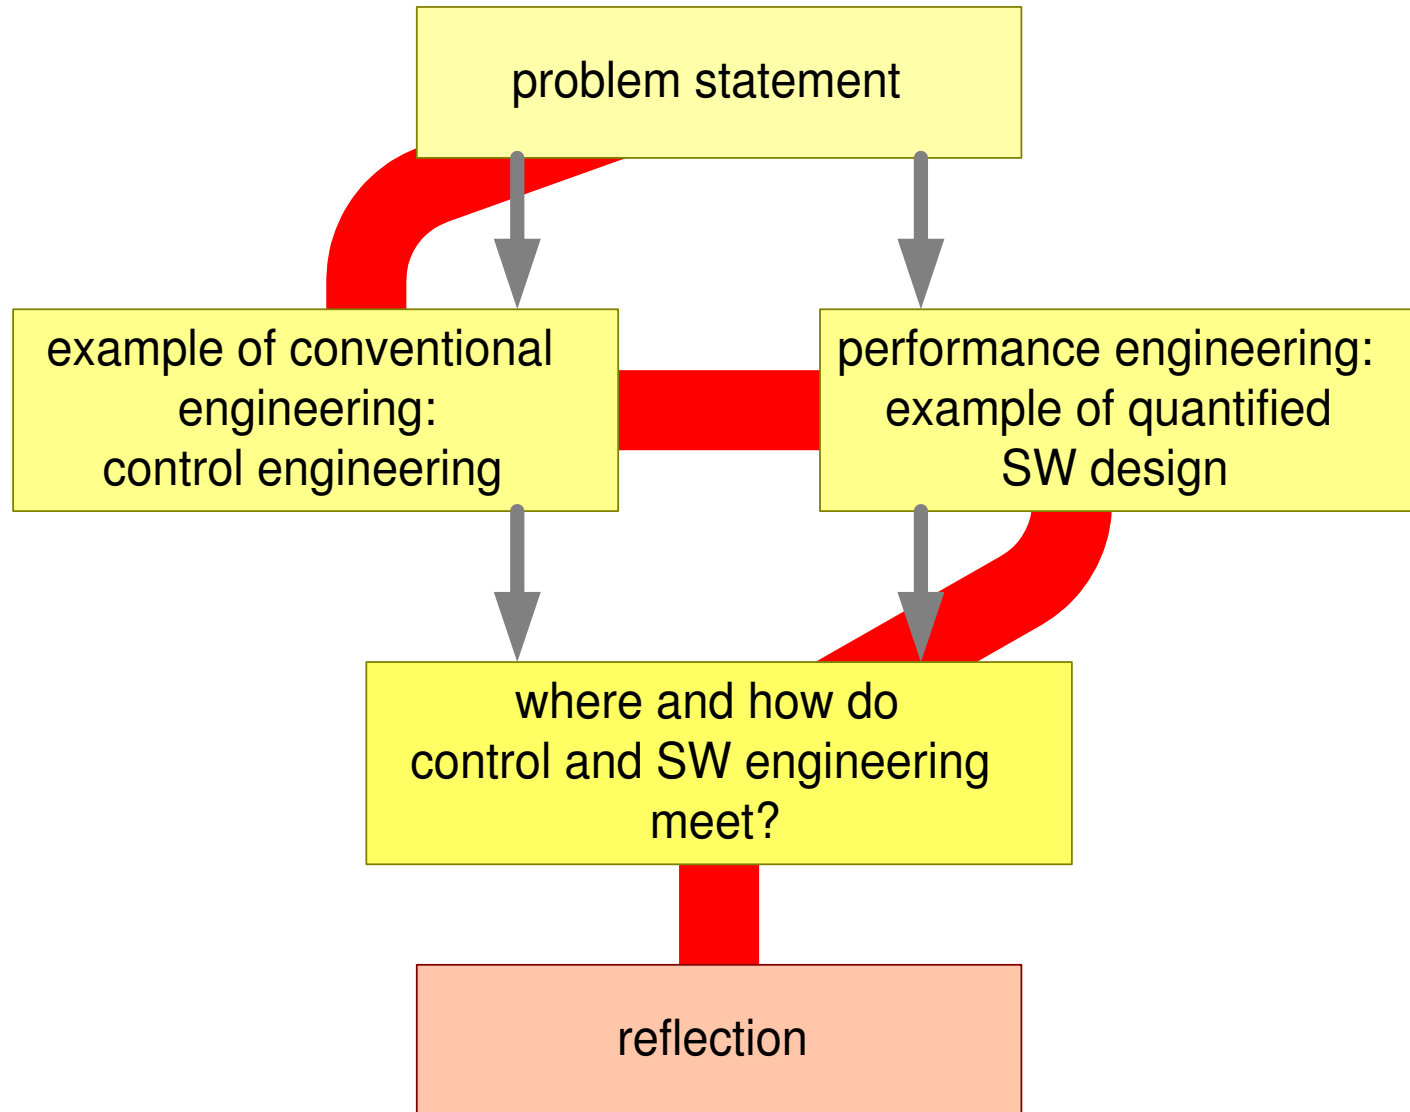 problem statement
example of conventional
engineering:
control engineering
performance engineering:
example of quantified
SW design
where and how do
control and SW engineering
meet?
reflection